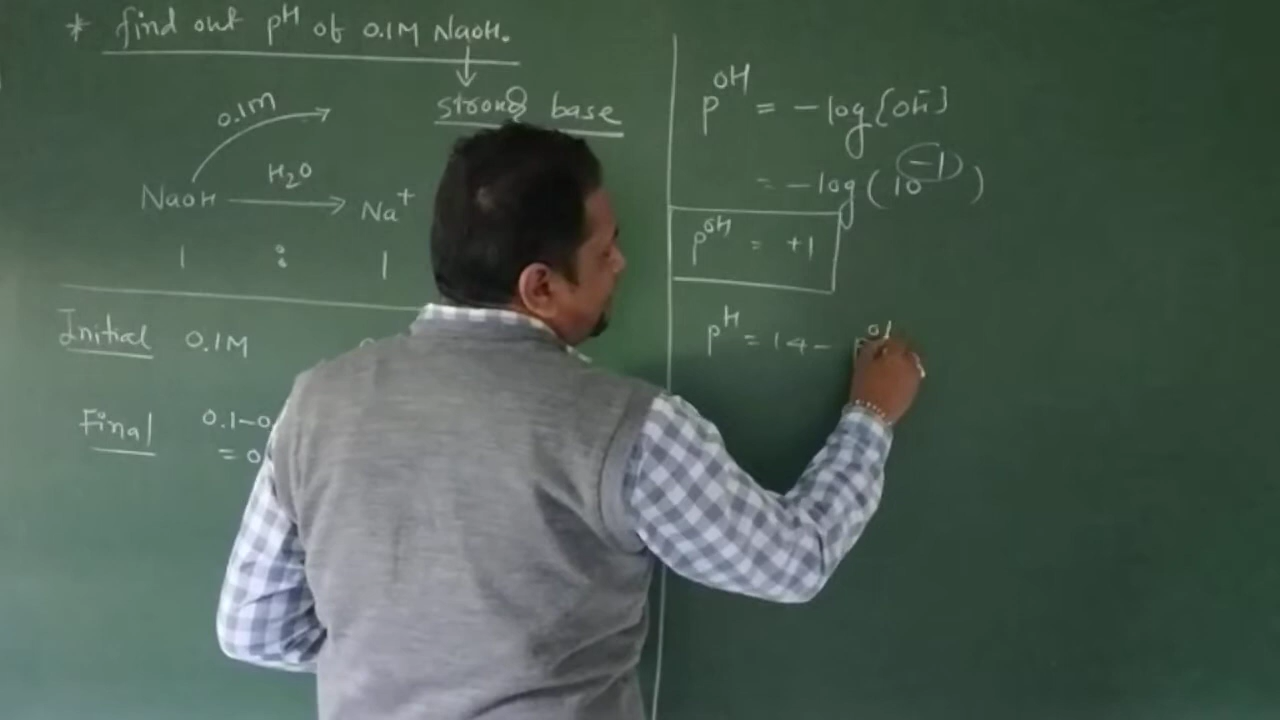 * find out pH of 0.1M NaOH.
strong base
0.1M
H2O
NaOH → Na+
1 : 1
Initial 0.1M
Final 0.1-0
= 0
pOH = -log[OH-]
= -log(10-1)
pOH = +1
pH = 14 -